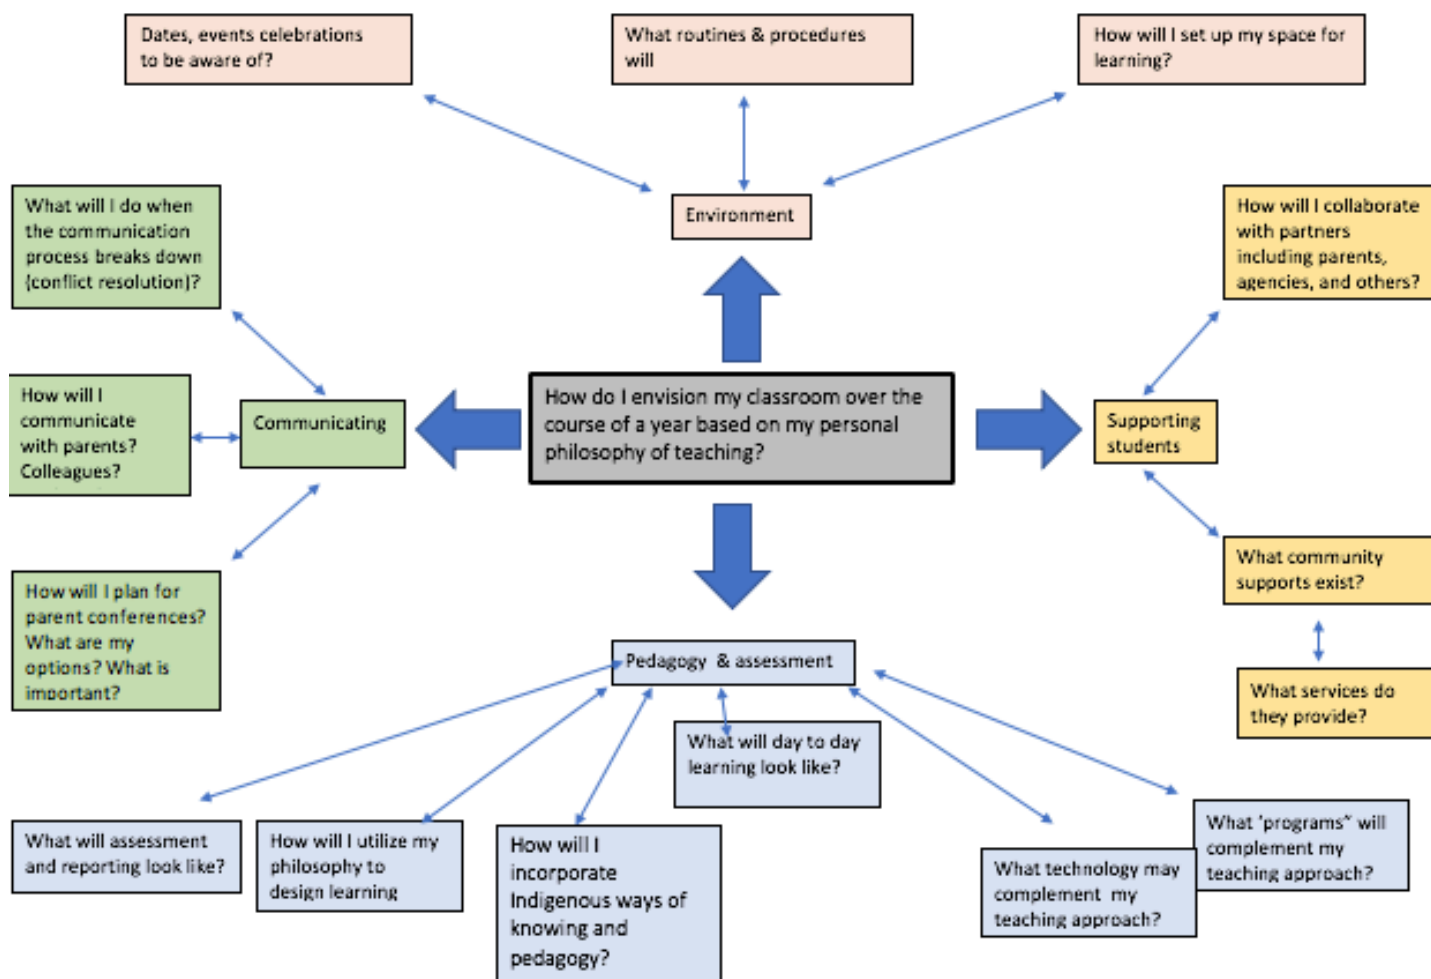 Dates, events celebrations
to be aware of?
What routines & procedures
will
How will I set up my space for
learning?
Environment
What will I do when
the communication
process breaks down
(conflict resolution)?
How will I collaborate
with partners
including parents,
agencies, and others?
How will I
communicate
with parents?
Colleagues?
Communicating
How do I envision my classroom over the
course of a year based on my personal
philosophy of teaching?
Supporting
students
How will I plan for
parent conferences?
What are my
options? What is
important?
What community
supports exist?
What services do
they provide?
Pedagogy & assessment
What will day to day
learning look like?
What will assessment
and reporting look like?
How will I utilize my
philosophy to
design learning
How will I
incorporate
Indigenous ways of
knowing and
pedagogy?
What technology may
complement my
teaching approach?
What 'programs" will
complement my
teaching approach?